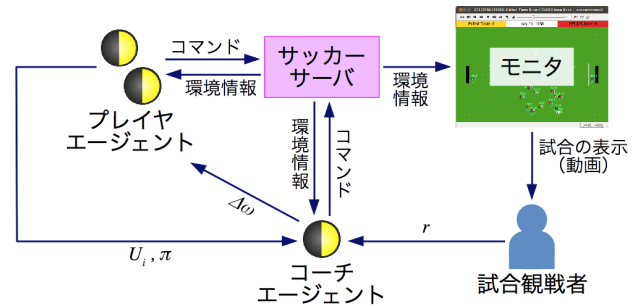 コマンド
サッカー
サーバ
環境情報
環境
情報
モニタ
プレイヤ
エージェント
環境情報
コマンド
試合の表示
(動画)
Δω
r
U_i , π
コーチ
エージェント
試合観戦者